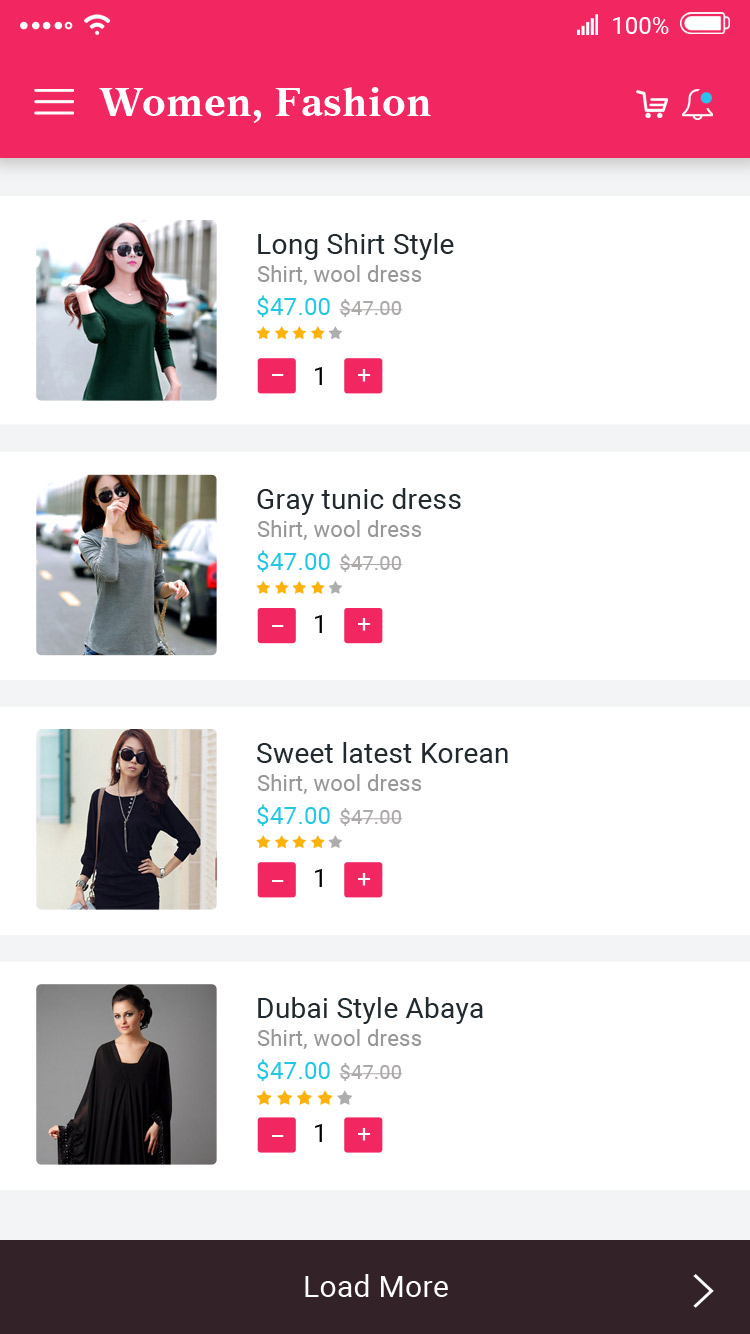 100%
Women, Fashion
Long Shirt Style
Shirt, wool dress
$47.00 $47.00
− 1 +
Gray tunic dress
Shirt, wool dress
$47.00 $47.00
− 1 +
Sweet latest Korean
Shirt, wool dress
$47.00 $47.00
− 1 +
Dubai Style Abaya
Shirt, wool dress
$47.00 $47.00
− 1 +
Load More